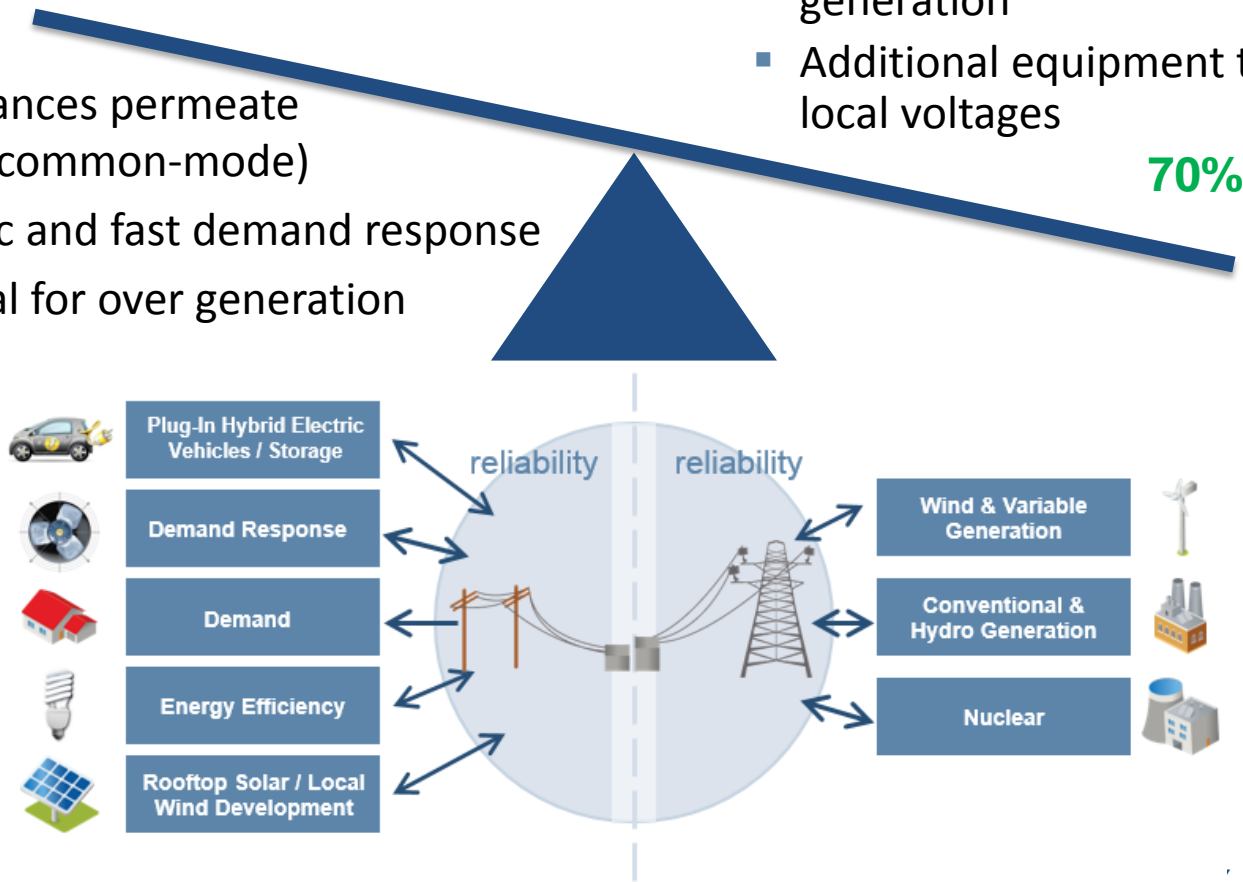 generation
Additional equipment t
local voltages
70%
ances permeate
common-mode)
c and fast demand response
al for over generation
Plug-In Hybrid Electric
Vehicles / Storage
Demand Response
Demand
Energy Efficiency
Rooftop Solar / Local
Wind Development
reliability
reliability
Wind & Variable
Generation
Conventional &
Hydro Generation
Nuclear